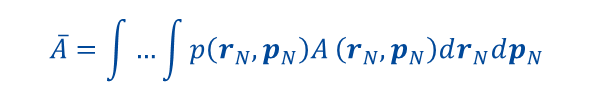 Ā = ∫ … ∫ p(r_N, p_N)A (r_N, p_N)dr_N dp_N